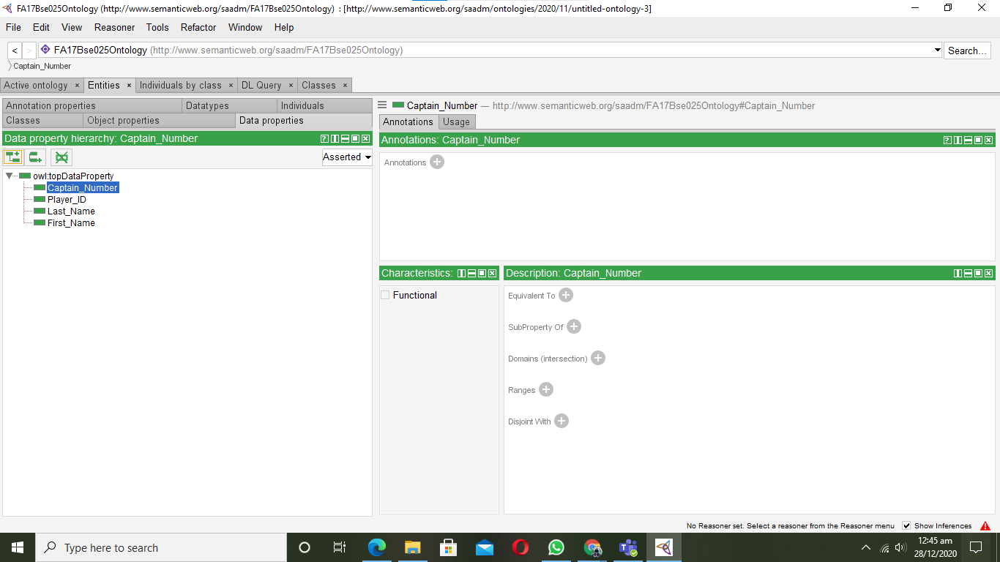 FA17Bse025Ontology (http://www.semanticweb.org/saadm/FA17Bse025Ontology) : [http://www.semanticweb.org/saadm/ontologies/2020/11/untitled-ontology-3]
File Edit View Reasoner Tools Refactor Window Help
< > FA17Bse025Ontology (http://www.semanticweb.org/saadm/FA17Bse025Ontology) Search...
Captain_Number
Active ontology × Entities × Individuals by class × DL Query × Classes ×
Annotation properties Datatypes Individuals
Classes Object properties Data properties
Data property hierarchy: Captain_Number
Asserted
owl:topDataProperty
Captain_Number
Player_ID
Last_Name
First_Name
Captain_Number — http://www.semanticweb.org/saadm/FA17Bse025Ontology#Captain_Number
Annotations Usage
Annotations: Captain_Number
Annotations
Characteristics:
Functional
Description: Captain_Number
Equivalent To
SubProperty Of
Domains (intersection)
Ranges
Disjoint With
No Reasoner set. Select a reasoner from the Reasoner menu Show Inferences
Type here to search
12:45 am
28/12/2020